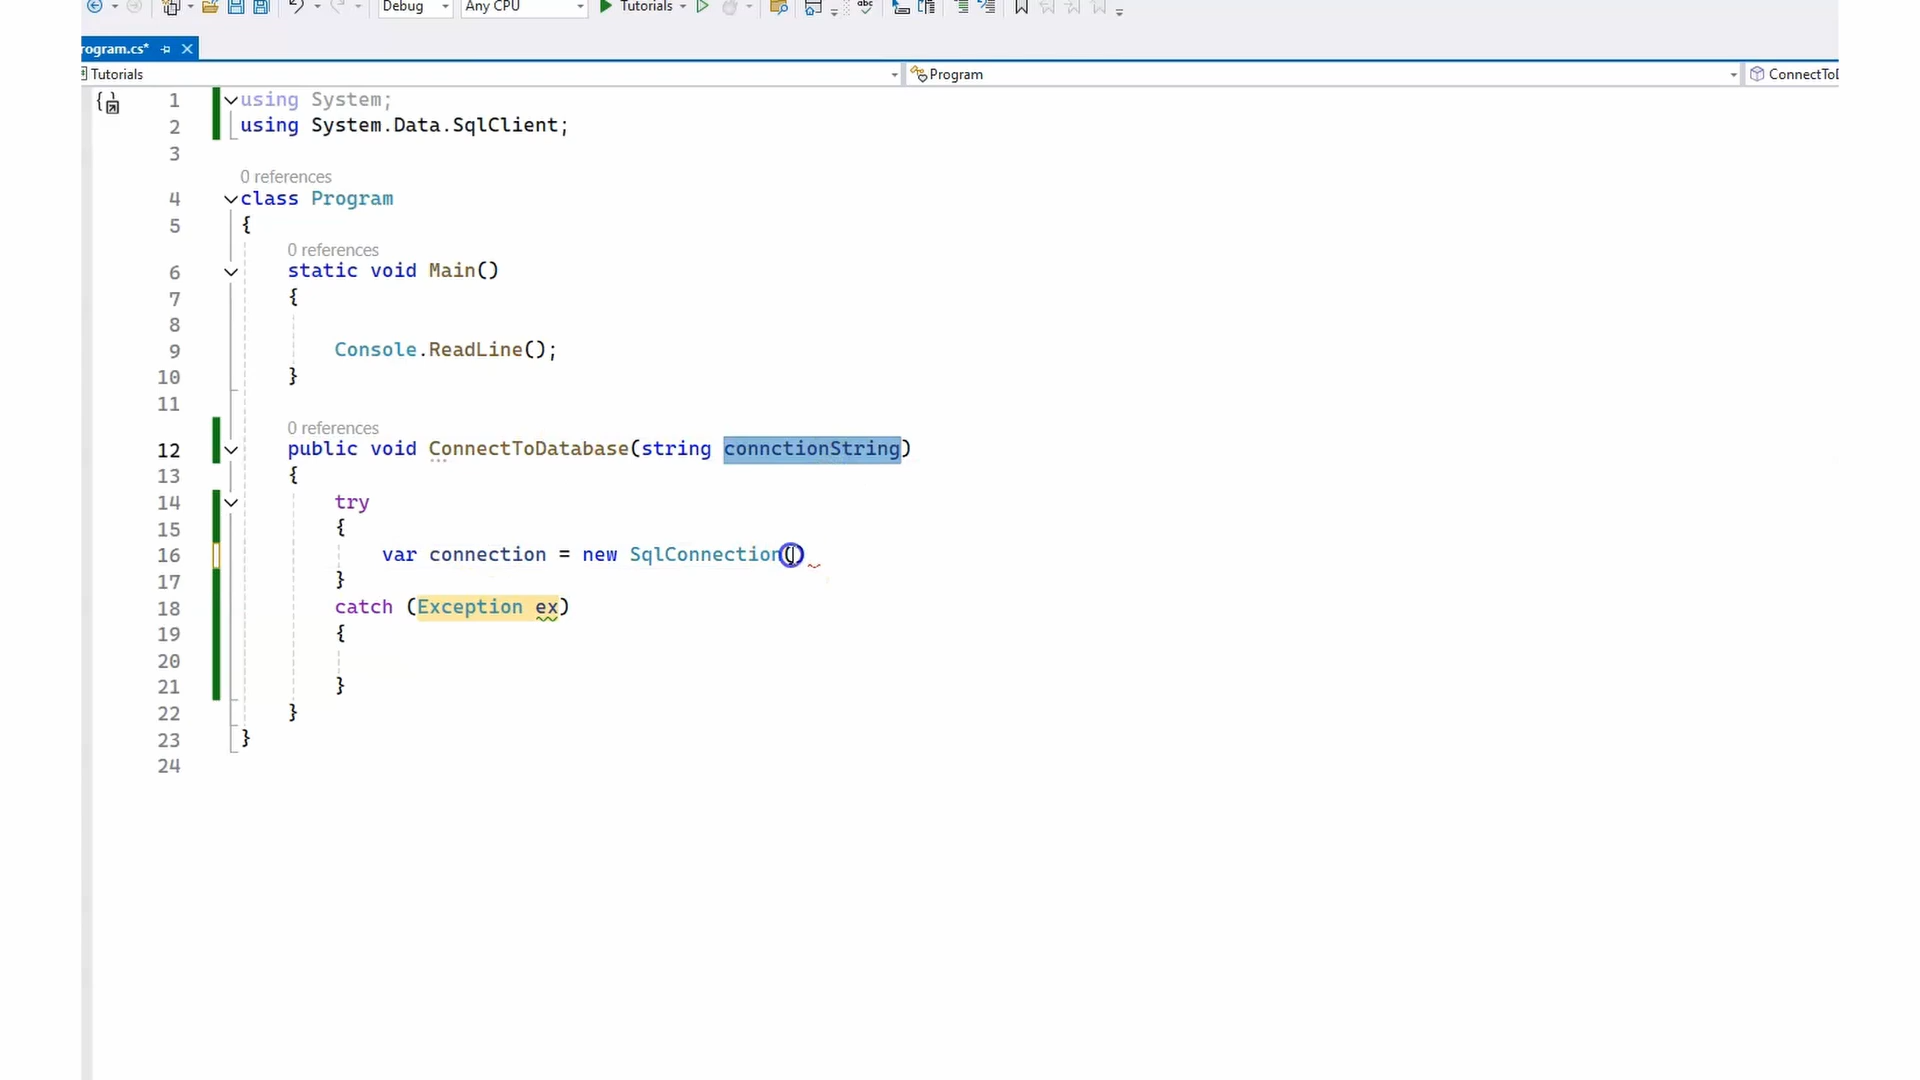 Debug Any CPU Tutorials
rogram.cs*
Tutorials Program ConnectToD
1 using System;
2 using System.Data.SqlClient;
3
0 references
4 class Program
5 {
0 references
6 static void Main()
7 {
8
9 Console.ReadLine();
10 }
11
0 references
12 public void ConnectToDatabase(string connctionString)
13 {
14 try
15 {
16 var connection = new SqlConnection()
17 }
18 catch (Exception ex)
19 {
20
21 }
22 }
23 }
24